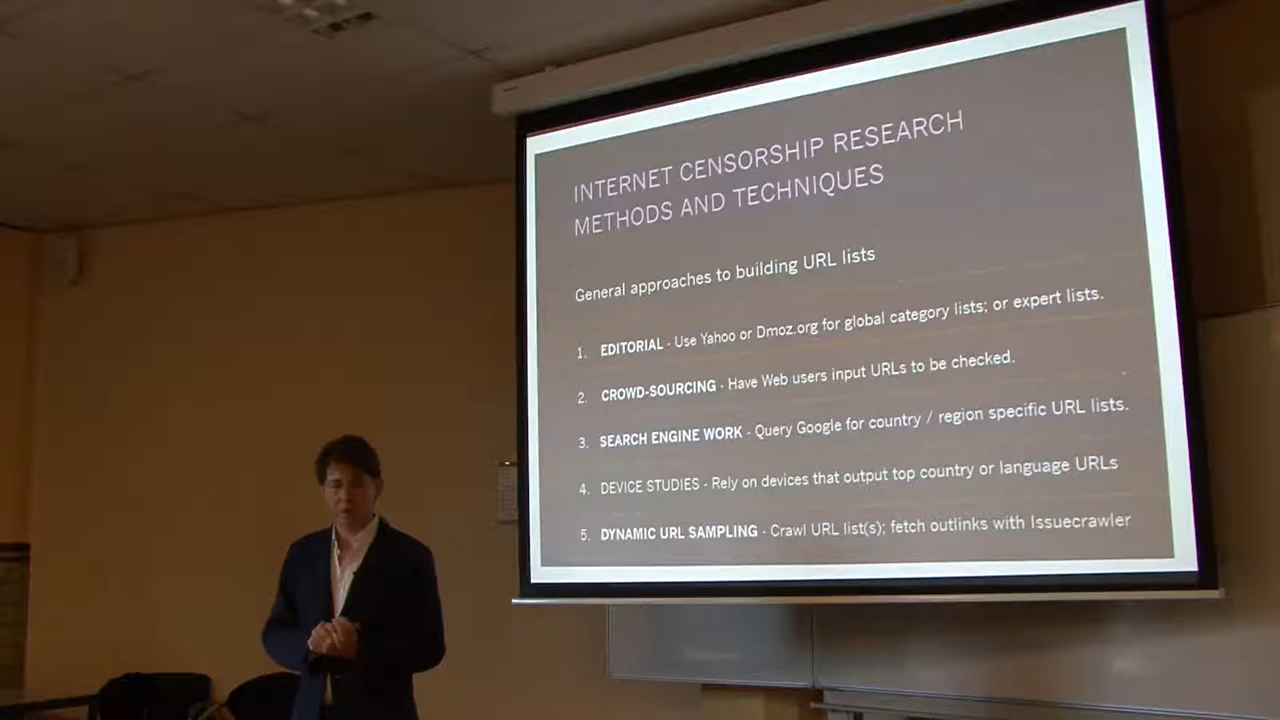 INTERNET CENSORSHIP RESEARCH
METHODS AND TECHNIQUES
General approaches to building URL lists
1. EDITORIAL - Use Yahoo or Dmoz.org for global category lists; or expert lists.
2. CROWD-SOURCING - Have Web users input URLs to be checked.
3. SEARCH ENGINE WORK - Query Google for country / region specific URL lists.
4. DEVICE STUDIES - Rely on devices that output top country or language URLs
5. DYNAMIC URL SAMPLING - Crawl URL list(s); fetch outlinks with Issuecrawler